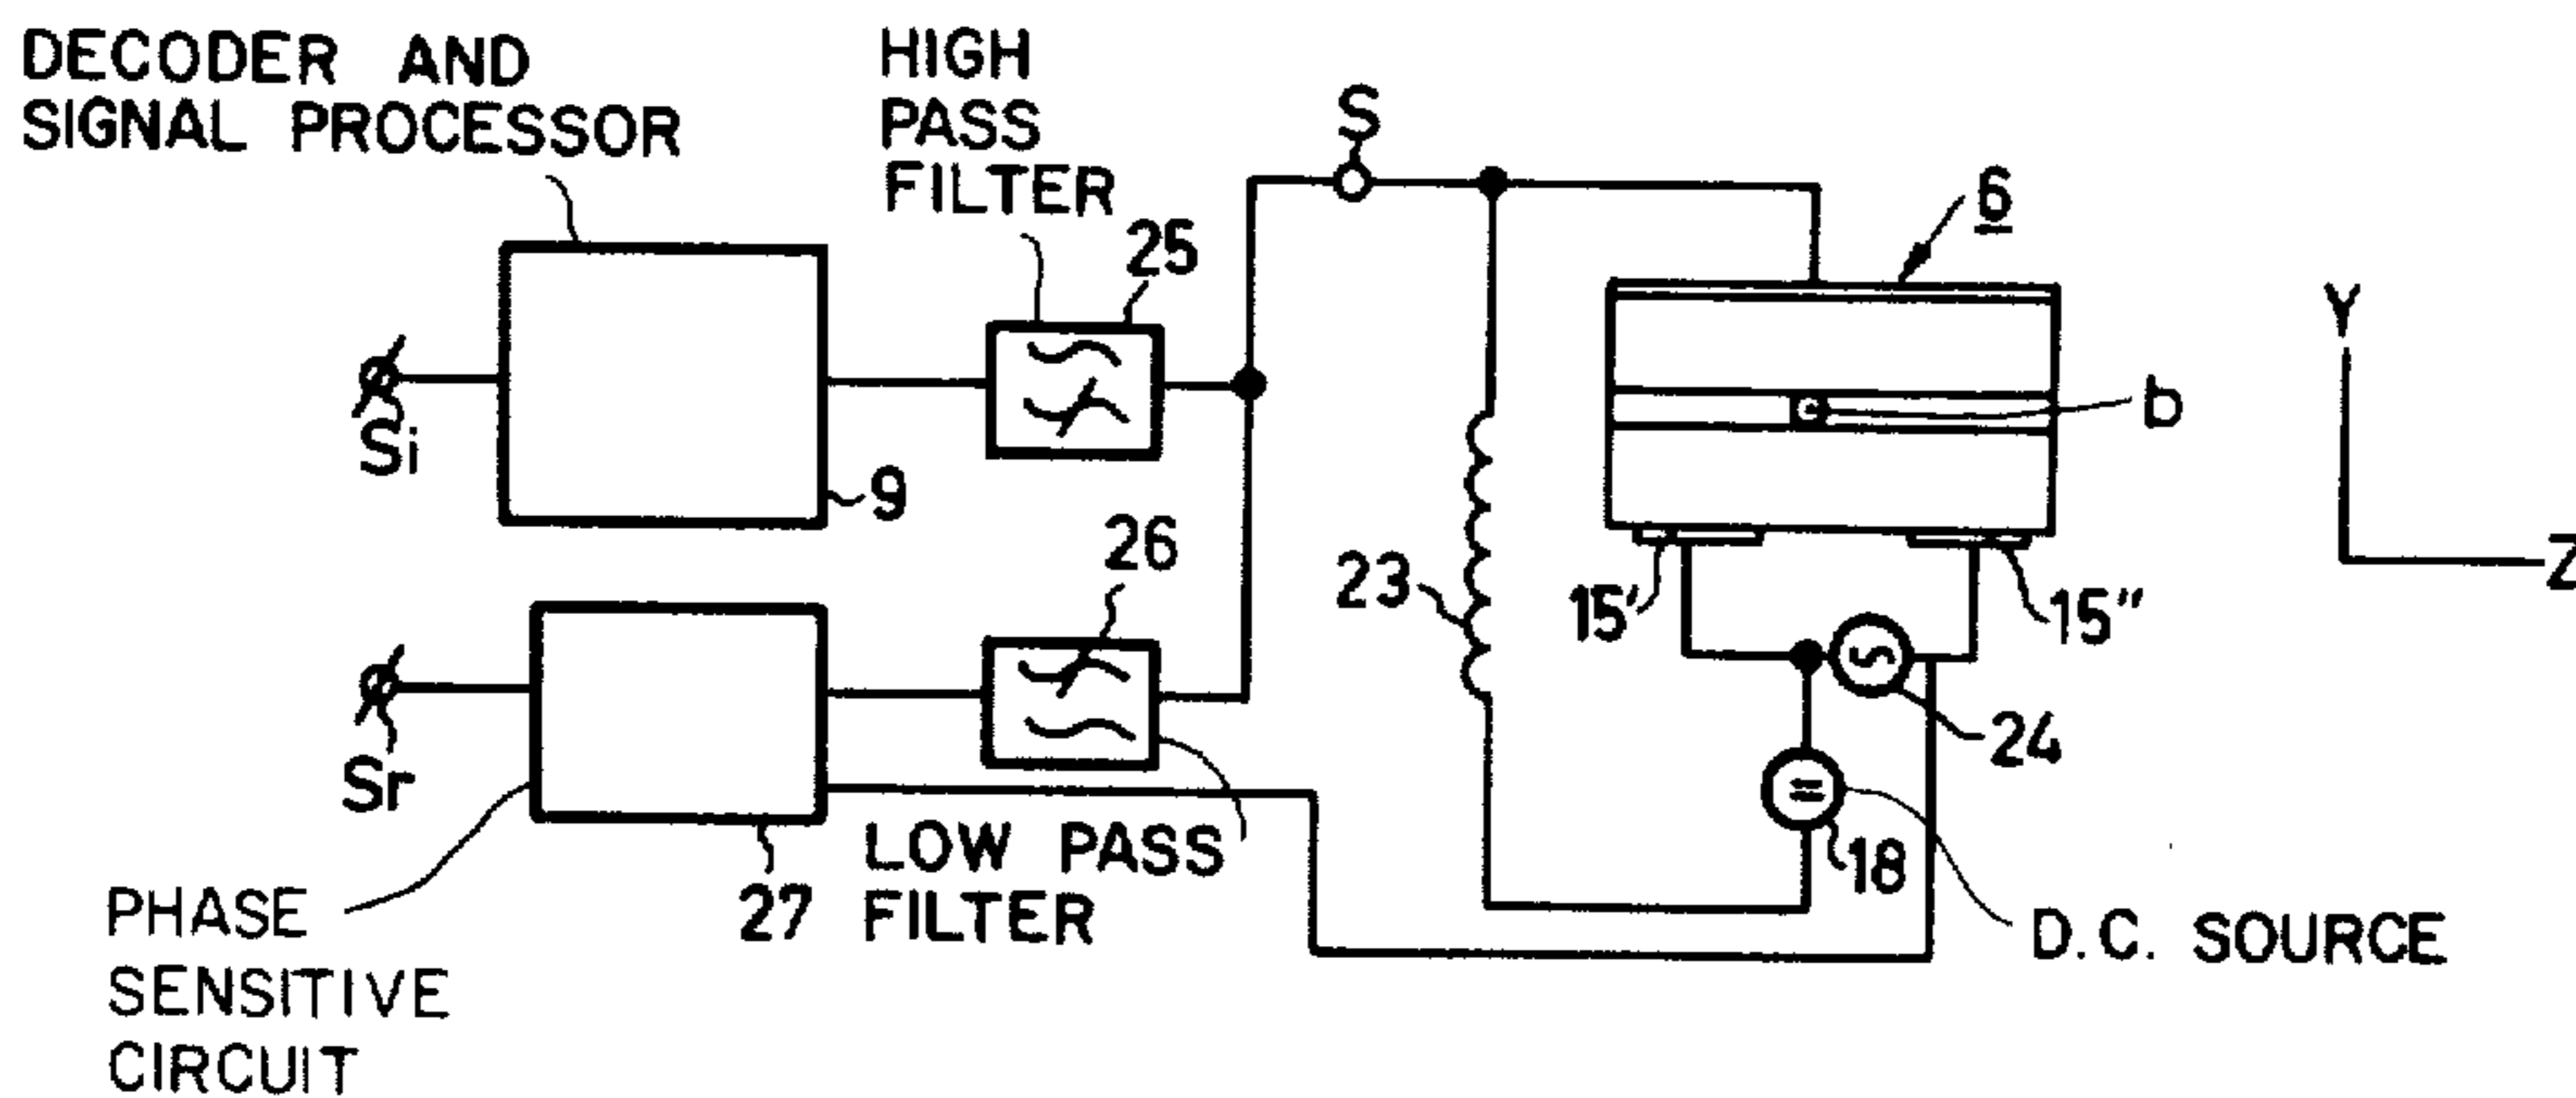 DECODER AND
SIGNAL PROCESSOR
HIGH
PASS
FILTER
25
S
6
Y
Si
9
b
26
23
15'
15"
Z
Sr
24
18
27
LOW PASS
FILTER
PHASE
SENSITIVE
CIRCUIT
D.C. SOURCE